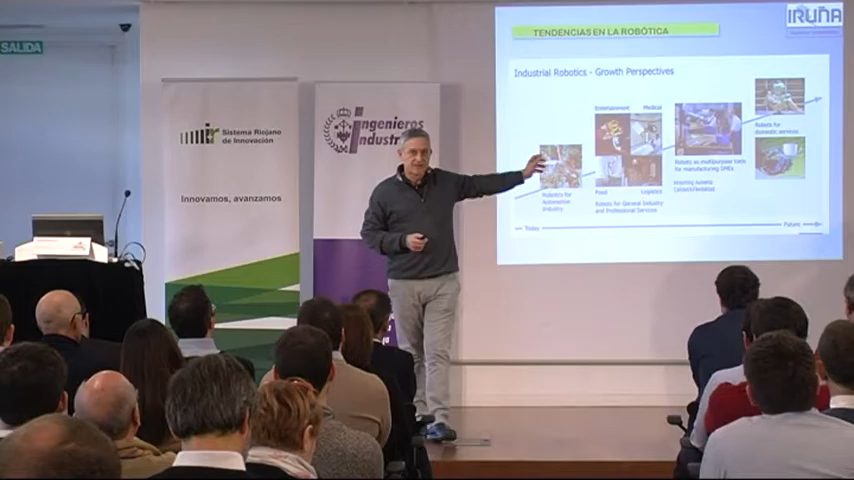 SALIDA
Sistema Riojano
de Innovación
Innovamos, avanzamos
ingenieros
industr
IRUÑA
TENDENCIAS EN LA ROBÓTICA
Industrial Robotics - Growth Perspectives
Entertainment Medical
Robotics for
Automotive
Industry
Food Logistics
Robots for General Industry
and Professional Services
Robots as multipurpose tools
for manufacturing SMEs
Robots for
domestic services
Today
Future